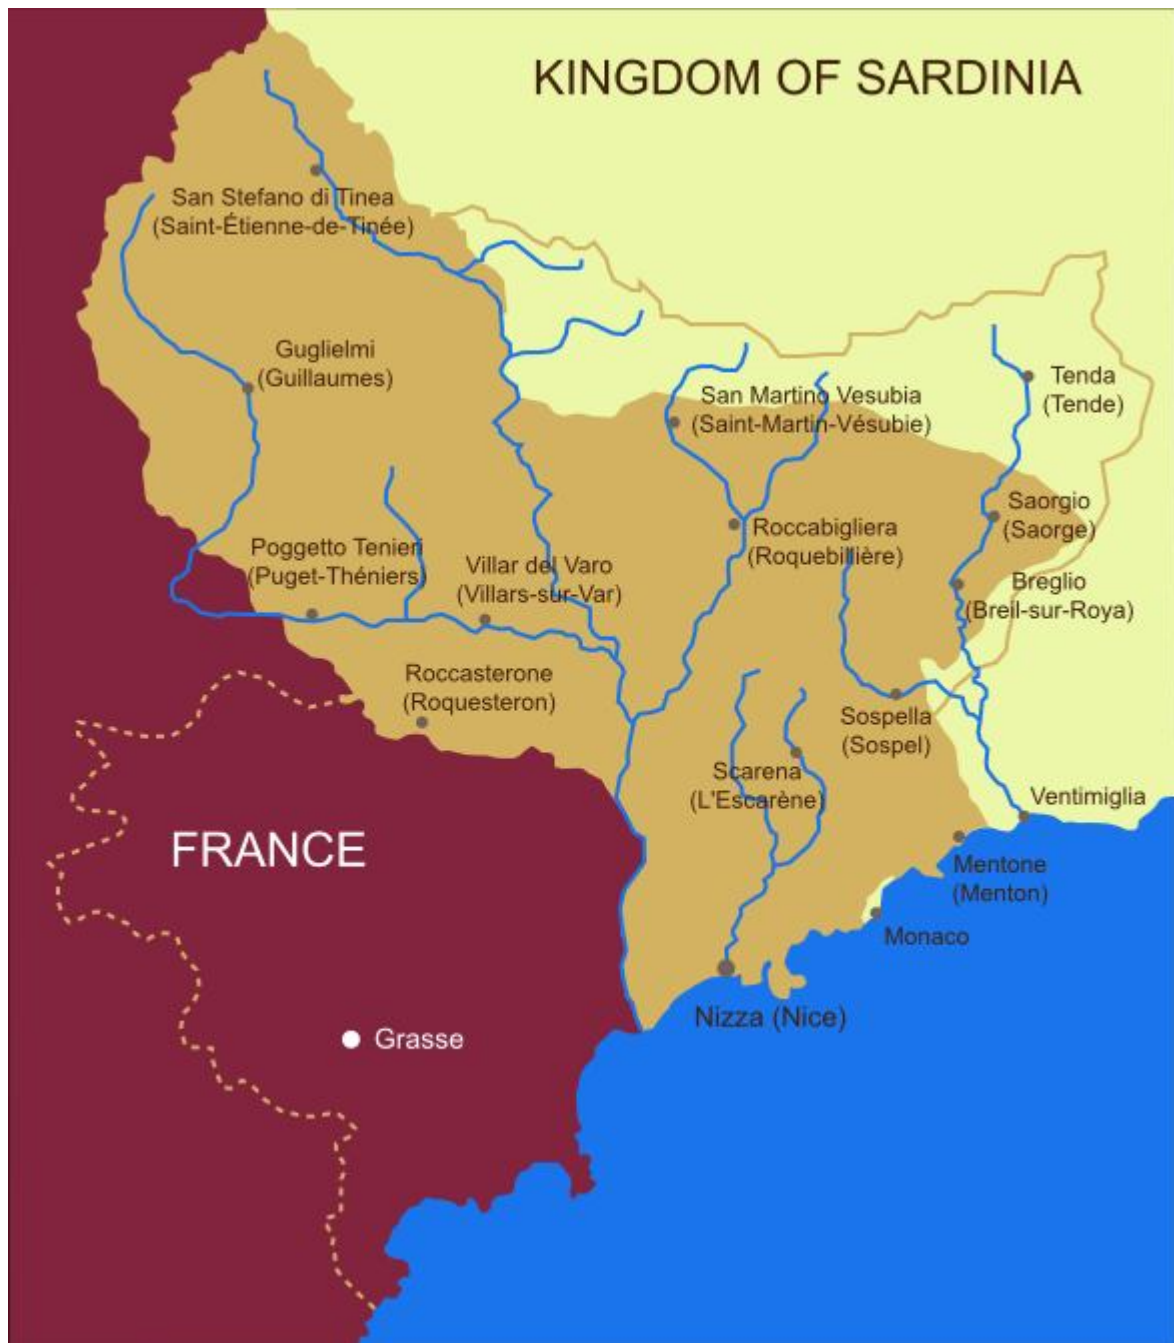 KINGDOM OF SARDINIA
San Stefano di Tinea
(Saint-Étienne-de-Tinée)
Guglielmi
(Guillaumes)
San Martino Vesubia
(Saint-Martin-Vésubie)
Tenda
(Tende)
Saorgio
(Saorge)
Roccabigliera
(Roquebillière)
Poggetto Tenieri
(Puget-Théniers)
Villar del Varo
(Villars-sur-Var)
Breglio
(Breil-sur-Roya)
Roccasterone
(Roquesteron)
Sospella
(Sospel)
Scarena
(L'Escarène)
Ventimiglia
FRANCE
Mentone
(Menton)
Monaco
Nizza (Nice)
Grasse